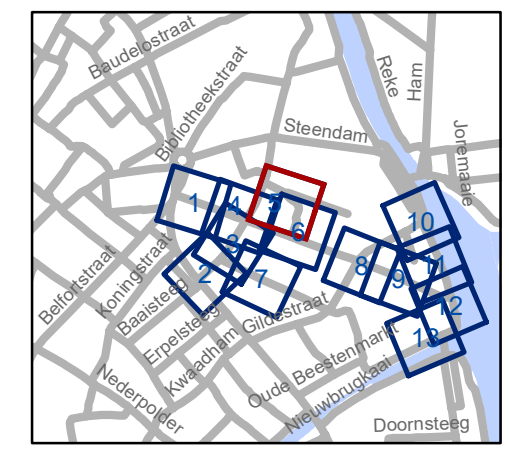 Baudelostraat
Reke
Ham
Bibliotheekstraat
Steendam
Joremaaie
1
4
5
6
3
2
7
8
9
10
11
12
13
Belfortstraat
Koningstraat
Baaisteeg
Erpelsteeg
Kwaadham
Gildestraat
Oude Beestenmarkt
Nieuwbrugkaai
Nederpolder
Doornsteeg